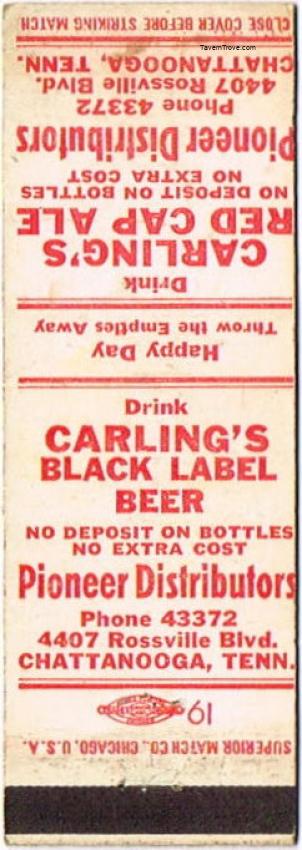 TavernTrove.com
CLOSE COVER BEFORE STRIKING MATCH
Drink
CARLING'S
RED CAP ALE
NO DEPOSIT ON BOTTLES
NO EXTRA COST
Pioneer Distributors
Phone 43372
4407 Rossville Blvd.
CHATTANOOGA, TENN.
Happy Day
Throw the Empties Away
Drink
CARLING'S
BLACK LABEL
BEER
NO DEPOSIT ON BOTTLES
NO EXTRA COST
Pioneer Distributors
Phone 43372
4407 Rossville Blvd.
CHATTANOOGA, TENN.
19
SUPERIOR MATCH CO., CHICAGO, U.S.A.